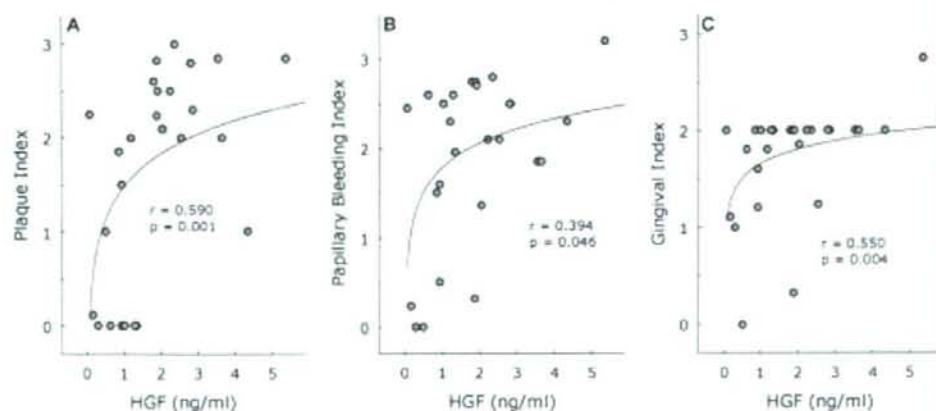 A
Plaque Index
3
2
1
0
r = 0.590
p = 0.001
0 1 2 3 4 5
HGF (ng/ml)
B
Papillary Bleeding Index
3
2
1
0
r = 0.394
p = 0.046
0 1 2 3 4 5
HGF (ng/ml)
C
Gingival Index
3
2
1
0
r = 0.550
p = 0.004
0 1 2 3 4 5
HGF (ng/ml)